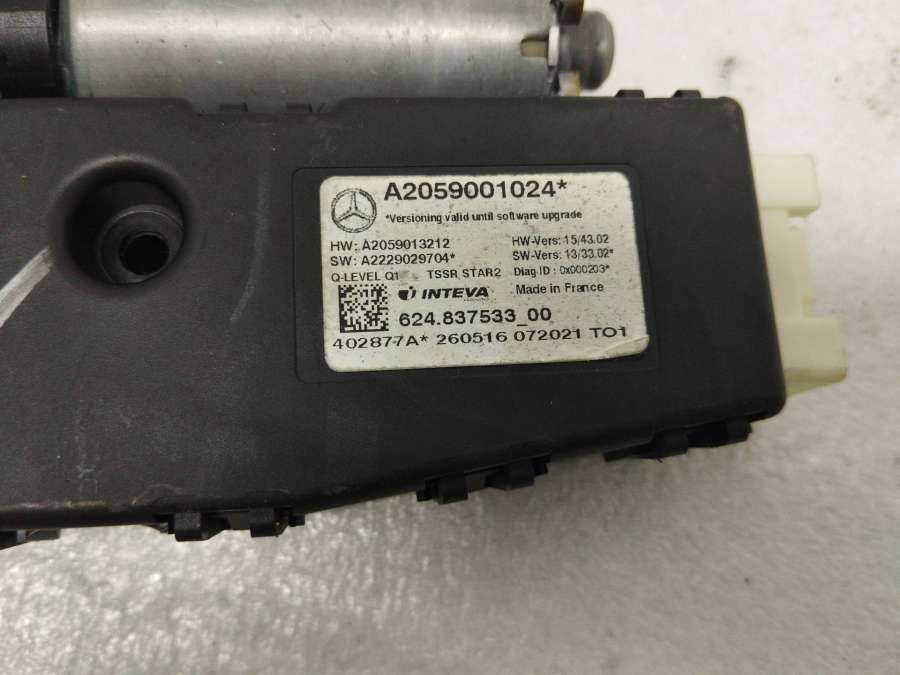 A2059001024*
*Versioning valid until software upgrade
HW: A2059013212 HW-Vers: 15/43.02
SW: A2229029704* SW-Vers: 13/33.02*
Q-LEVEL Q1 TSSR STAR2 Diag.ID : 0x000203*
INTEVA Made in France
624.837533_00
402877A* 260516 072021 T01